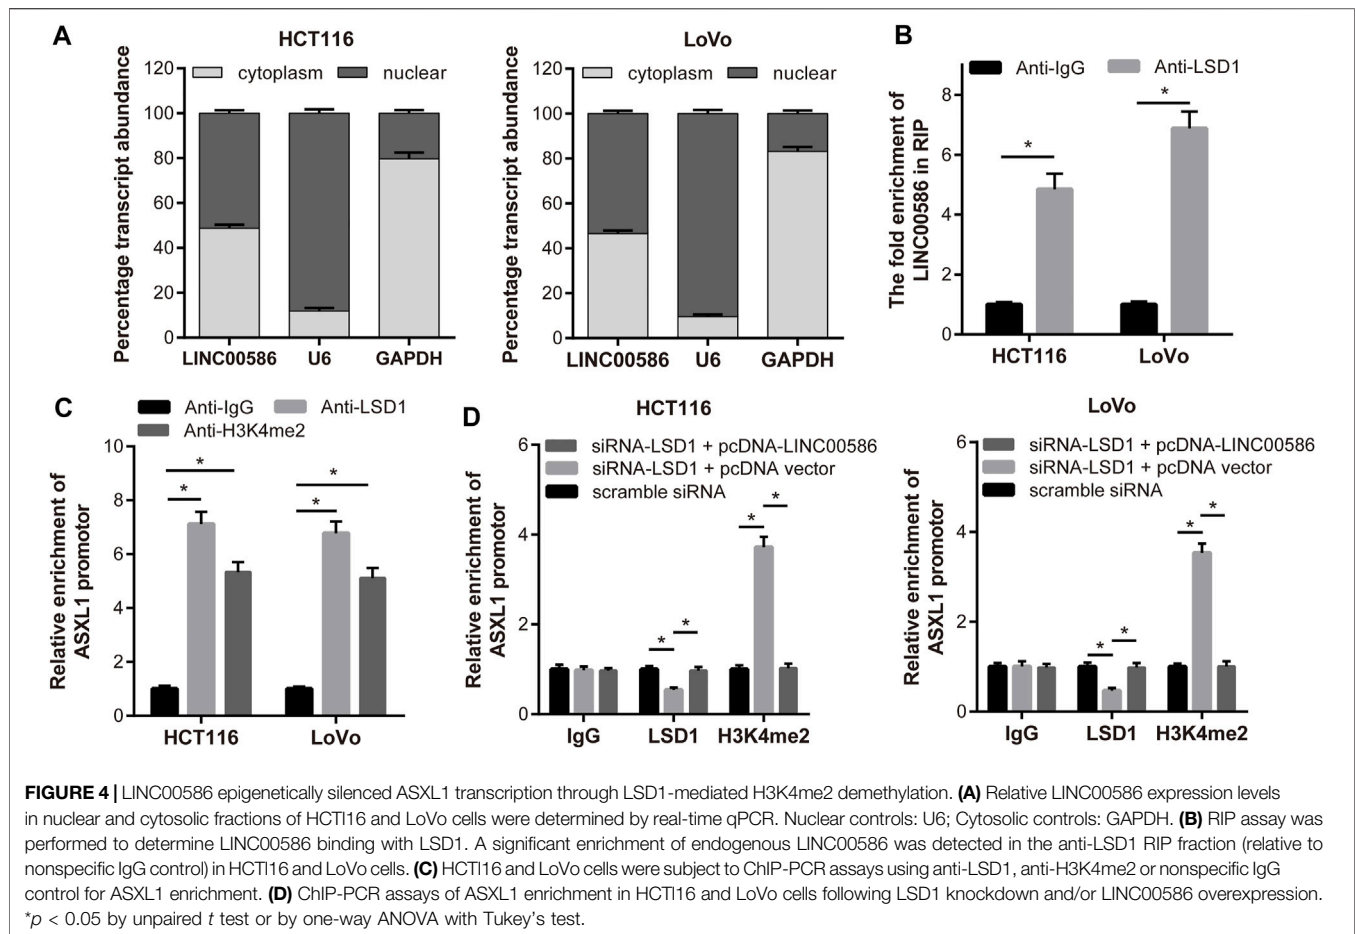 A
HCT116
cytoplasm
nuclear
Percentage transcript abundance
120
100
80
60
40
20
0
LINC00586
U6
GAPDH
LoVo
cytoplasm
nuclear
Percentage transcript abundance
120
100
80
60
40
20
0
LINC00586
U6
GAPDH
B
Anti-IgG
Anti-LSD1
The fold enrichment of
LINC00586 in RIP
8
6
4
2
0
*
*
HCT116
LoVo
C
Anti-IgG
Anti-LSD1
Anti-H3K4me2
Relative enrichment of
ASXL1 promotor
10
8
6
4
2
0
*
*
*
*
HCT116
LoVo
D
HCT116
siRNA-LSD1 + pcDNA-LINC00586
siRNA-LSD1 + pcDNA vector
scramble siRNA
Relative enrichment of
ASXL1 promotor
6
4
2
0
*
*
*
*
IgG
LSD1
H3K4me2
LoVo
siRNA-LSD1 + pcDNA-LINC00586
siRNA-LSD1 + pcDNA vector
scramble siRNA
Relative enrichment of
ASXL1 promotor
6
4
2
0
*
*
*
*
IgG
LSD1
H3K4me2
FIGURE 4 | LINC00586 epigenetically silenced ASXL1 transcription through LSD1-mediated H3K4me2 demethylation. (A) Relative LINC00586 expression levels
in nuclear and cytosolic fractions of HCTl16 and LoVo cells were determined by real-time qPCR. Nuclear controls: U6; Cytosolic controls: GAPDH. (B) RIP assay was
performed to determine LINC00586 binding with LSD1. A significant enrichment of endogenous LINC00586 was detected in the anti-LSD1 RIP fraction (relative to
nonspecific IgG control) in HCTl16 and LoVo cells. (C) HCTl16 and LoVo cells were subject to ChIP-PCR assays using anti-LSD1, anti-H3K4me2 or nonspecific IgG
control for ASXL1 enrichment. (D) ChIP-PCR assays of ASXL1 enrichment in HCTl16 and LoVo cells following LSD1 knockdown and/or LINC00586 overexpression.
*p < 0.05 by unpaired t test or by one-way ANOVA with Tukey’s test.